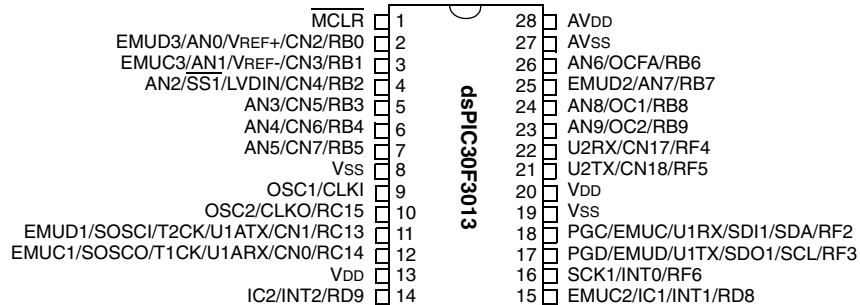 MCLR 1 28 AVDD
EMUD3/AN0/VREF+/CN2/RB0 2 27 AVSS
EMUC3/AN1/VREF-/CN3/RB1 3 26 AN6/OCFA/RB6
AN2/SS1/LVDIN/CN4/RB2 4 25 EMUD2/AN7/RB7
AN3/CN5/RB3 5 24 AN8/OC1/RB8
AN4/CN6/RB4 6 23 AN9/OC2/RB9
AN5/CN7/RB5 7 22 U2RX/CN17/RF4
VSS 8 21 U2TX/CN18/RF5
OSC1/CLKI 9 20 VDD
OSC2/CLKO/RC15 10 19 VSS
EMUD1/SOSCI/T2CK/U1ATX/CN1/RC13 11 18 PGC/EMUC/U1RX/SDI1/SDA/RF2
EMUC1/SOSCO/T1CK/U1ARX/CN0/RC14 12 17 PGD/EMUD/U1TX/SDO1/SCL/RF3
VDD 13 16 SCK1/INT0/RF6
IC2/INT2/RD9 14 15 EMUC2/IC1/INT1/RD8
dsPIC30F3013